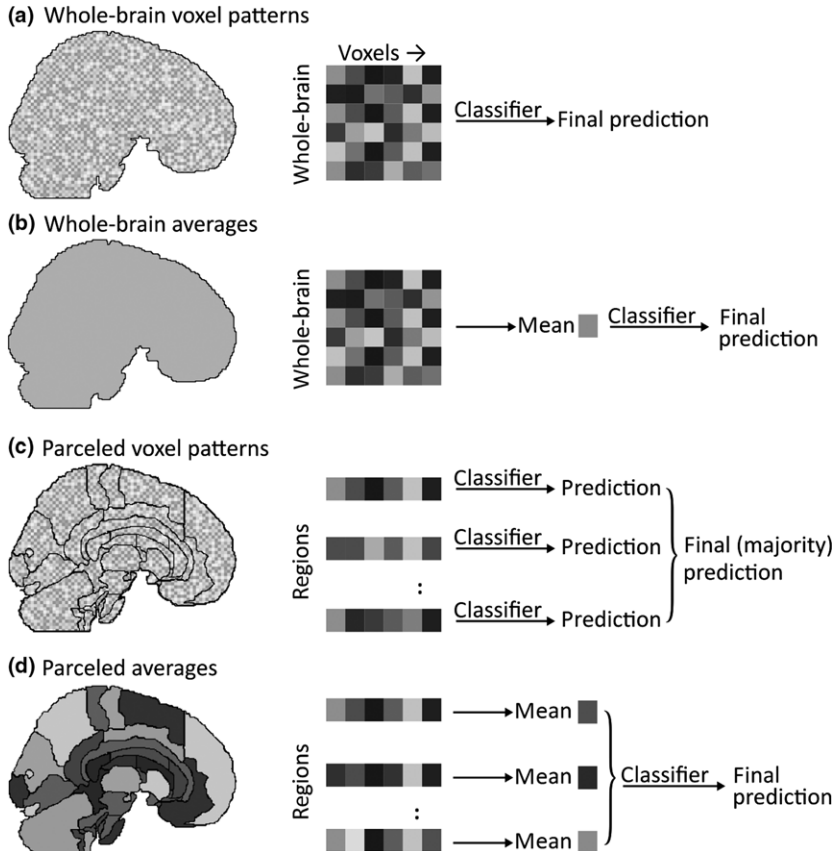 (a) Whole-brain voxel patterns
Voxels →
Whole-brain
Classifier
Final prediction
(b) Whole-brain averages
Whole-brain
Mean
Classifier
Final
prediction
(c) Parceled voxel patterns
Regions
Classifier
Prediction
Classifier
Prediction
:
Classifier
Prediction
Final (majority)
prediction
(d) Parceled averages
Regions
Mean
Mean
:
Mean
Classifier
Final
prediction